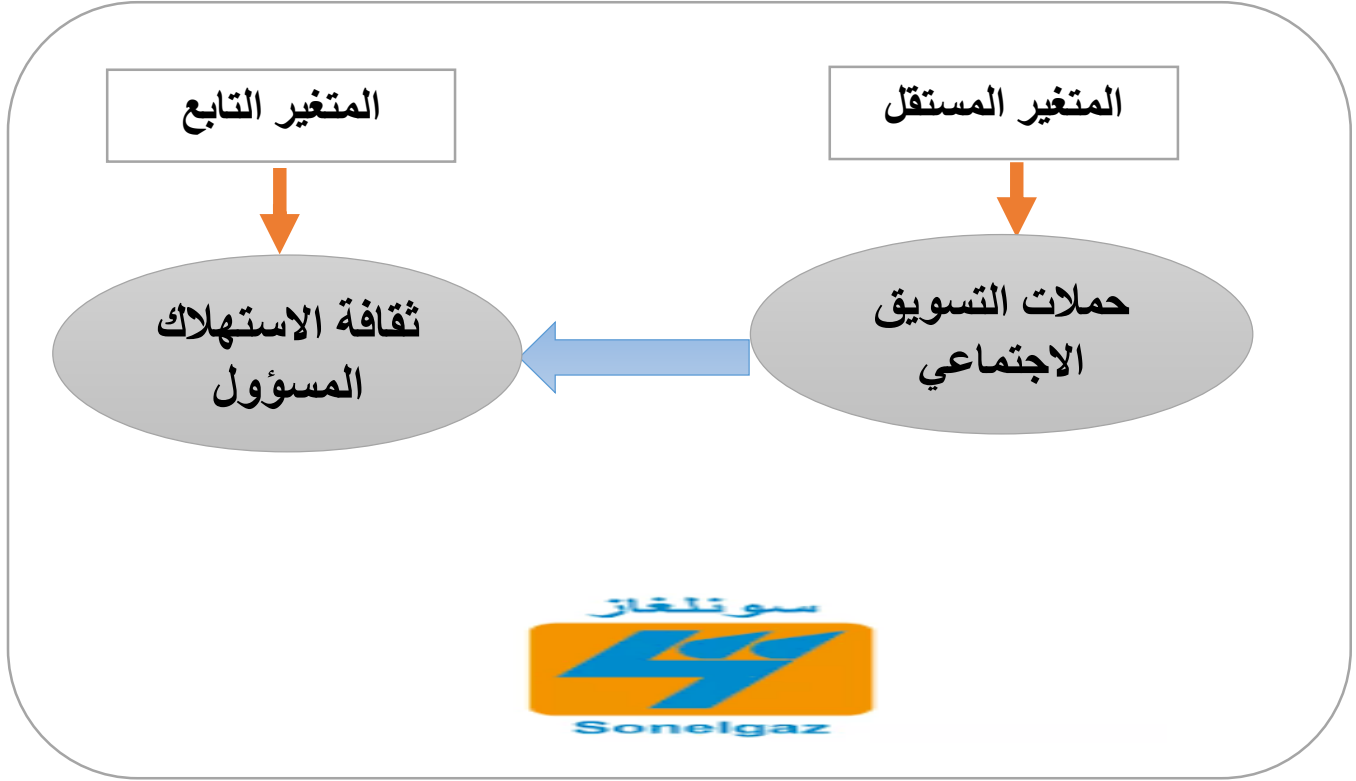 المتغير المستقل
المتغير التابع
حملات التسويق
الاجتماعي
ثقافة الاستهلاك
المسؤول
سونلغاز
Sonelgaz